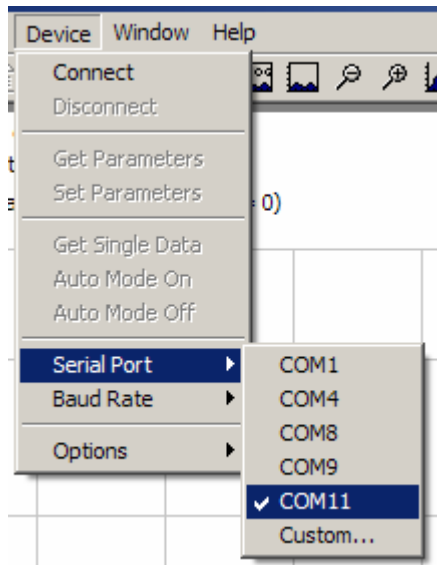 Device Window Help
Connect
Disconnect
Get Parameters
Set Parameters
= 0)
Get Single Data
Auto Mode On
Auto Mode Off
Serial Port
COM1
Baud Rate
COM4
COM8
Options
COM9
COM11
Custom...